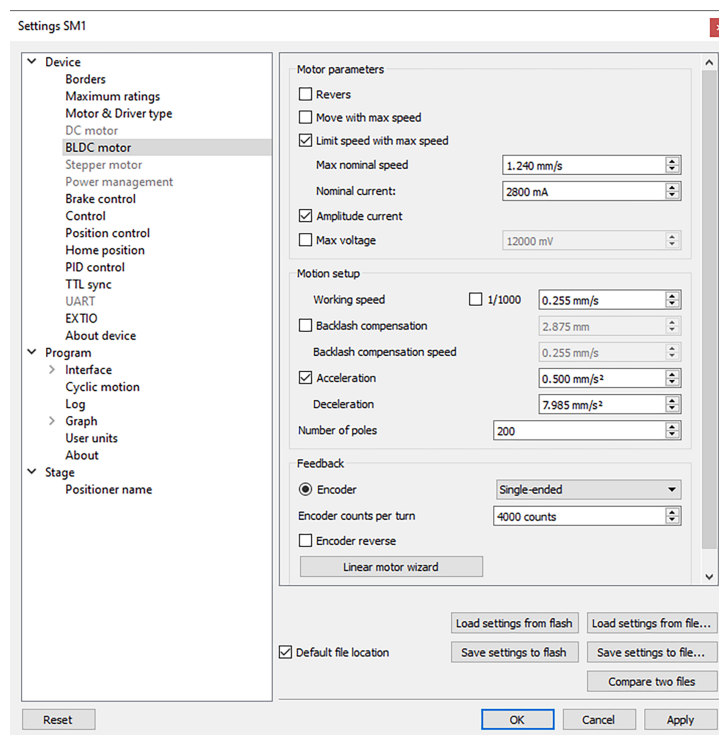 Settings SM1
Device
Borders
Maximum ratings
Motor & Driver type
DC motor
BLDC motor
Stepper motor
Power management
Brake control
Control
Position control
Home position
PID control
TTL sync
UART
EXTIO
About device
Program
Interface
Cyclic motion
Log
Graph
User units
About
Stage
Positioner name
Motor parameters
Revers
Move with max speed
Limit speed with max speed
Max nominal speed 1.240 mm/s
Nominal current: 2800 mA
Amplitude current
Max voltage 12000 mV
Motion setup
Working speed 1/1000 0.255 mm/s
Backlash compensation 2.875 mm
Backlash compensation speed 0.255 mm/s
Acceleration 0.500 mm/s²
Deceleration 7.985 mm/s²
Number of poles 200
Feedback
Encoder Single-ended
Encoder counts per turn 4000 counts
Encoder reverse
Linear motor wizard
Load settings from flash Load settings from file...
Default file location Save settings to flash Save settings to file...
Compare two files
Reset OK Cancel Apply